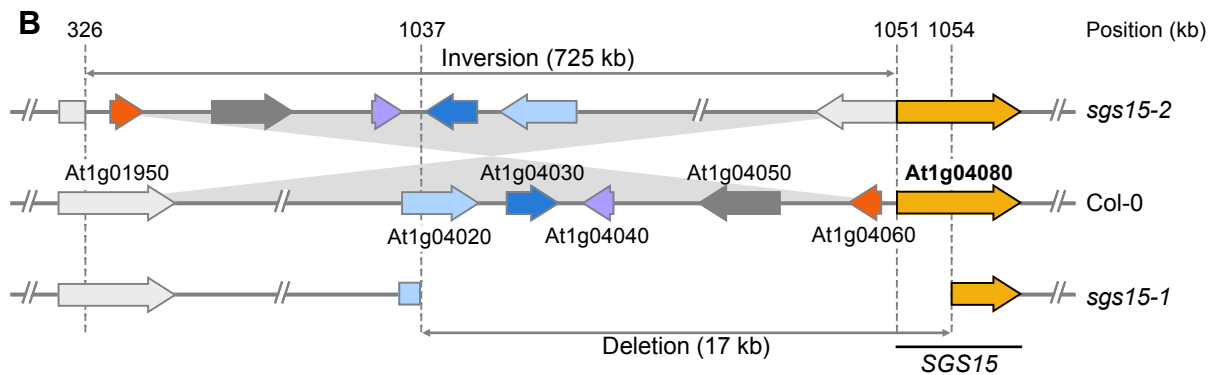 B
326 1037 1051 1054 Position (kb)
Inversion (725 kb)
sgs15-2
At1g01950 At1g04030 At1g04050 At1g04080
Col-0
At1g04020 At1g04040 At1g04060
sgs15-1
Deletion (17 kb)
SGS15